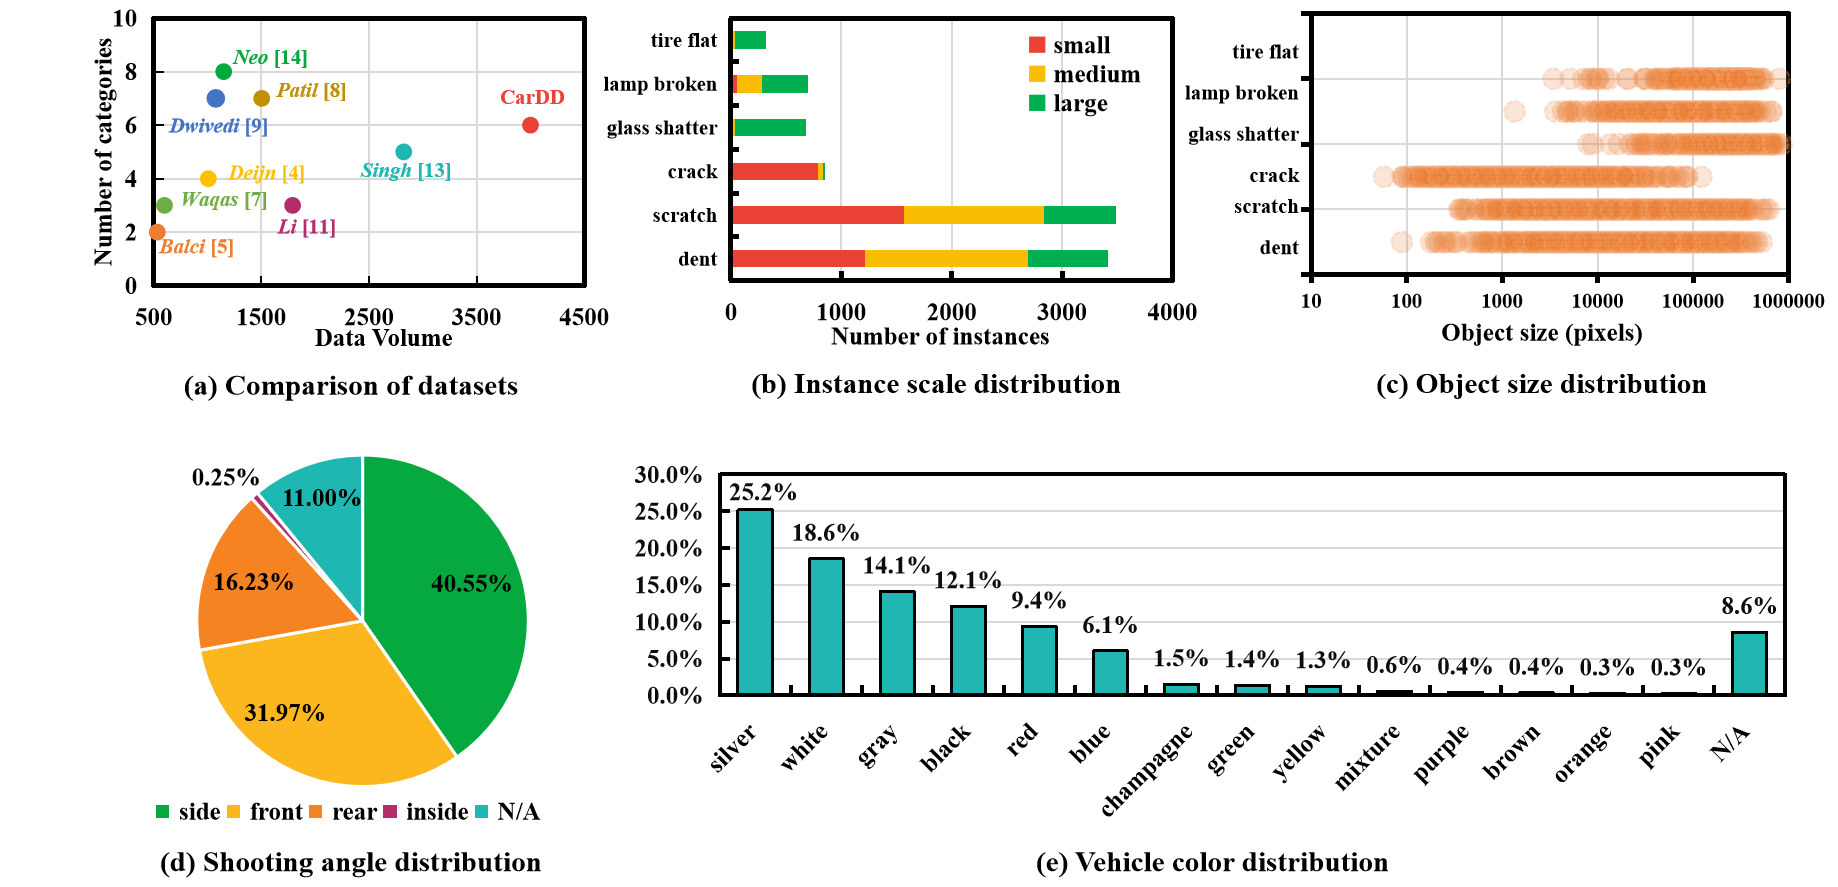 10
8
6
4
2
0
Number of categories
Neo [14]
Patil [8]
CarDD
Dwivedi [9]
Singh [13]
Deijn [4]
Waqas [7]
Li [11]
Balci [5]
500 1500 2500 3500 4500
Data Volume
(a) Comparison of datasets
tire flat
lamp broken
glass shatter
crack
scratch
dent
small
medium
large
0 1000 2000 3000 4000
Number of instances
(b) Instance scale distribution
tire flat
lamp broken
glass shatter
crack
scratch
dent
10 100 1000 10000 100000 1000000
Object size (pixels)
(c) Object size distribution
0.25%
11.00%
16.23%
40.55%
31.97%
side front rear inside N/A
(d) Shooting angle distribution
30.0%
25.0%
20.0%
15.0%
10.0%
5.0%
0.0%
25.2%
18.6%
14.1%
12.1%
9.4%
6.1%
1.5%
1.4%
1.3%
0.6%
0.4%
0.4%
0.3%
0.3%
8.6%
silver
white
gray
black
red
blue
champagne
green
yellow
mixture
purple
brown
orange
pink
N/A
(e) Vehicle color distribution